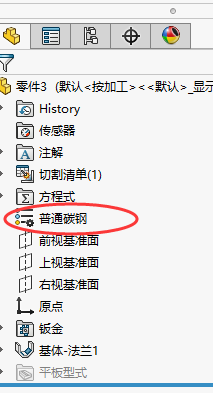 零件3 (默认<按加工><<默认>_显示
History
传感器
注解
切割清单(1)
方程式
普通碳钢
前视基准面
上视基准面
右视基准面
原点
钣金
基体-法兰1
平板型式